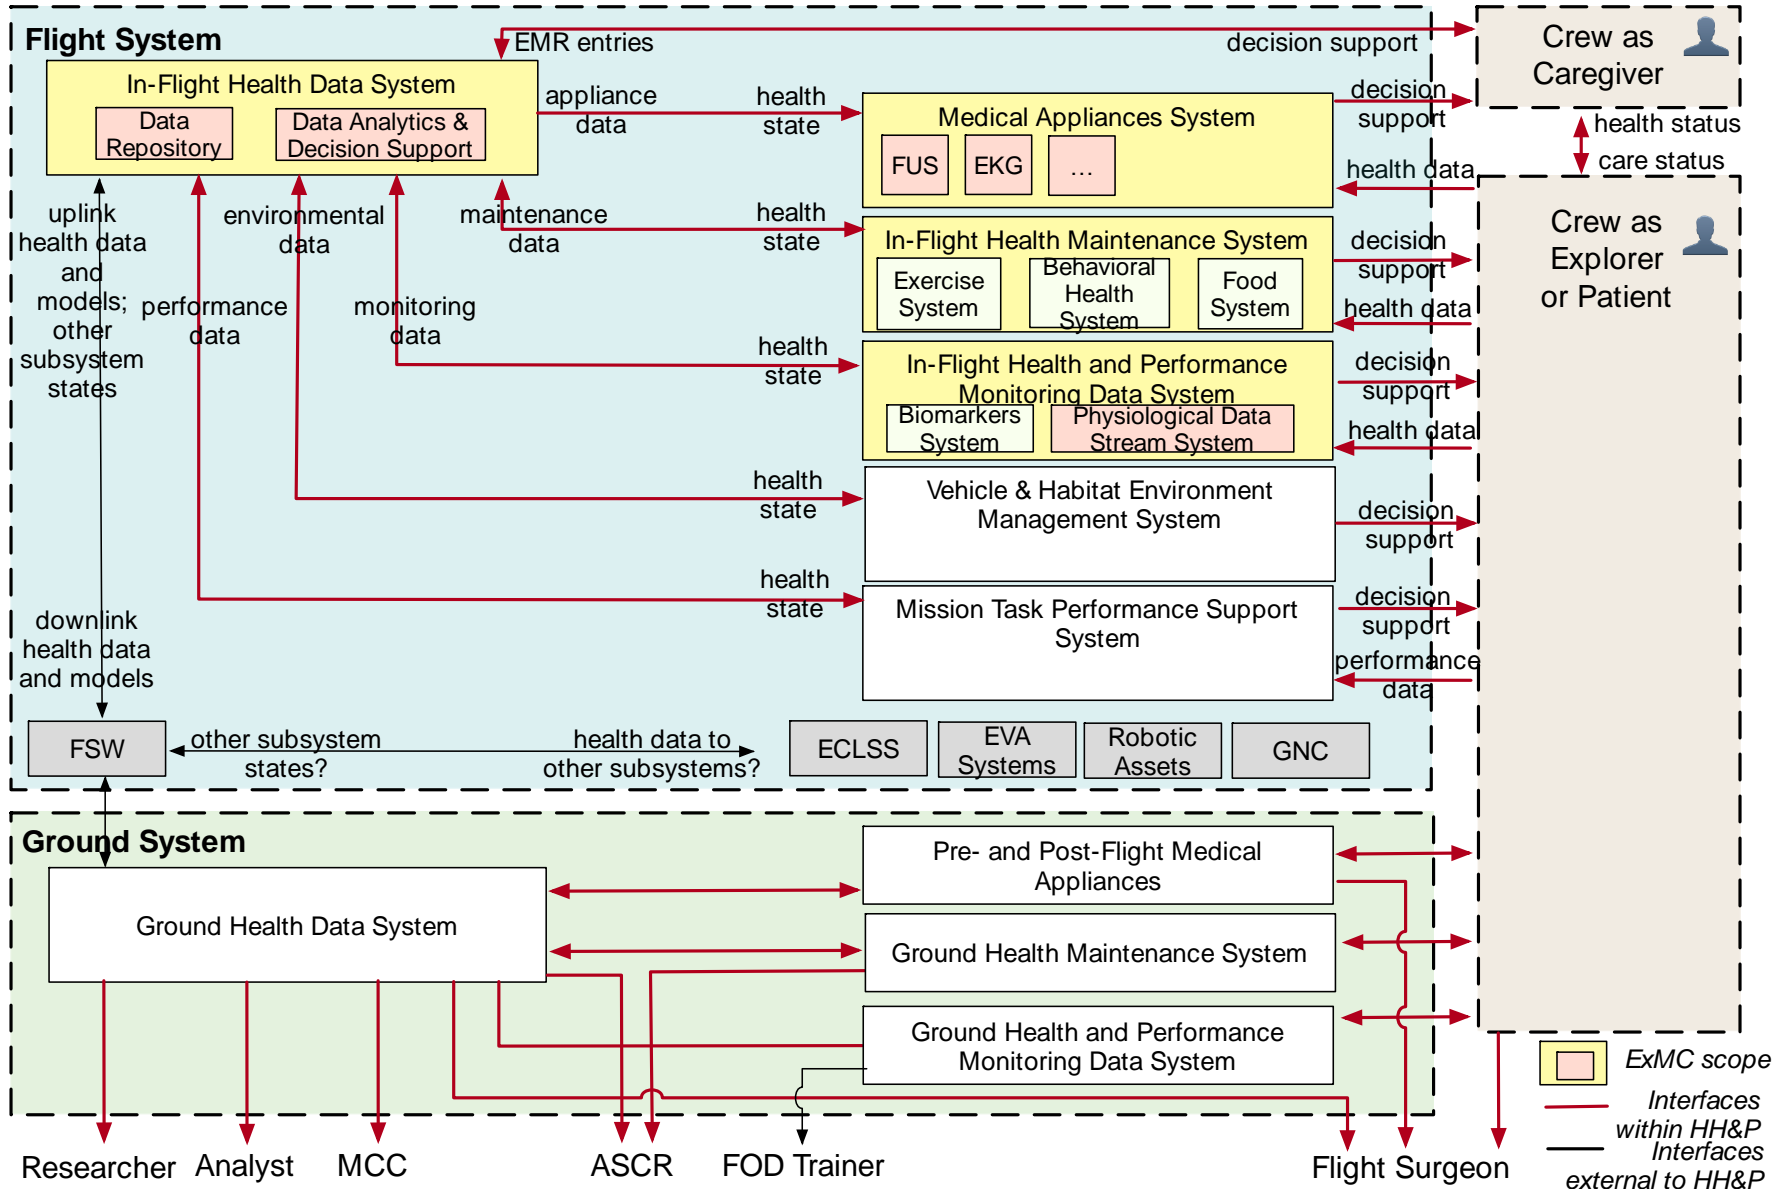 Flight System
EMR entries
decision support
Crew as
Caregiver
In-Flight Health Data System
Data
Repository
Data Analytics &
Decision Support
appliance
data
health
state
Medical Appliances System
FUS
EKG
...
decision
support
health status
care status
health data
uplink
health data
and
models;
other
subsystem
states
environmental
data
maintenance
data
health
state
In-Flight Health Maintenance System
Exercise
System
Behavioral
Health
System
Food
System
decision
support
health data
Crew as
Explorer
or Patient
performance
data
monitoring
data
health
state
In-Flight Health and Performance
Monitoring Data System
Biomarkers
System
Physiological Data
Stream System
decision
support
health data
health
state
Vehicle & Habitat Environment
Management System
decision
support
health
state
Mission Task Performance Support
System
decision
support
performance
data
downlink
health data
and models
FSW
other subsystem
states?
health data to
other subsystems?
ECLSS
EVA
Systems
Robotic
Assets
GNC
Ground System
Ground Health Data System
Pre- and Post-Flight Medical
Appliances
Ground Health Maintenance System
Ground Health and Performance
Monitoring Data System
ExMC scope
Interfaces
within HH&P
Interfaces
external to HH&P
Researcher
Analyst
MCC
ASCR
FOD Trainer
Flight Surgeon